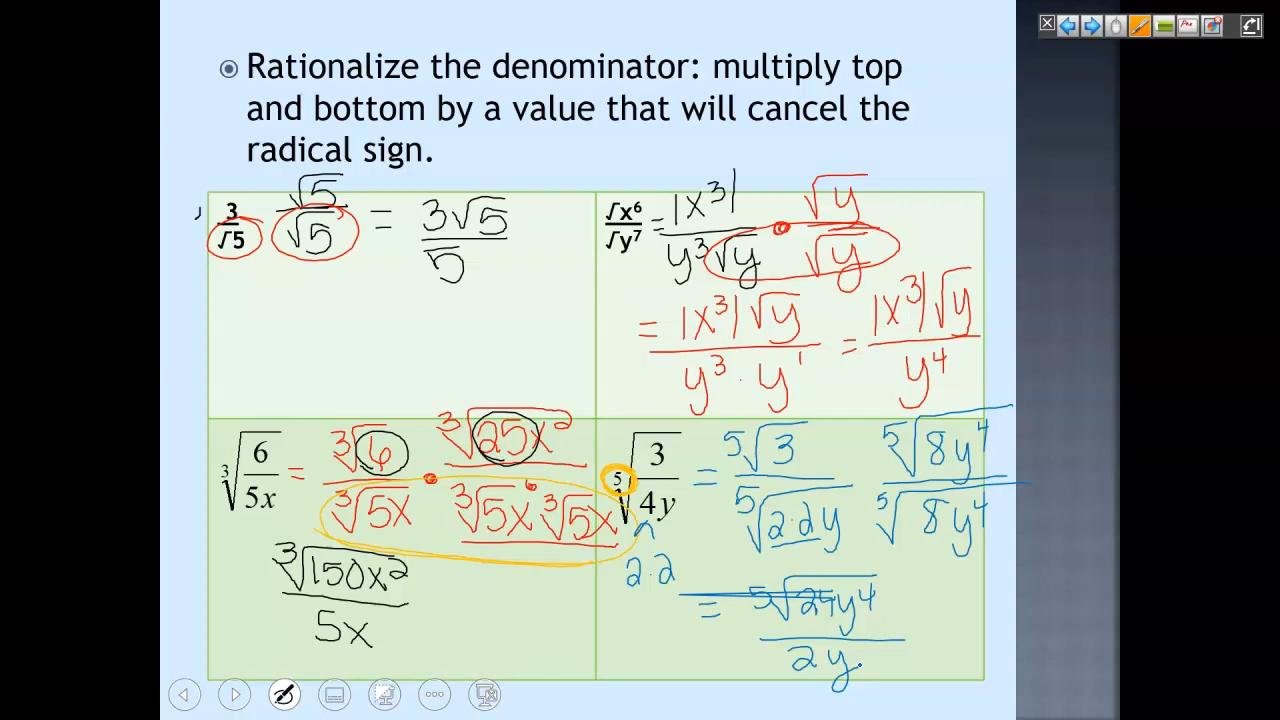 Rationalize the denominator: multiply top
and bottom by a value that will cancel the
radical sign.
3/√5 √5/√5 = 3√5/5
√x⁶/√y⁷ = |x³|/y³√y · √y/√y
= |x³|√y/y³ · y¹ = |x³|√y/y⁴
∛6/5x = ∛6/∛5x · ∛25x²/∛5x · ∛5x
∛150x²/5x
⁵√3/4y = ⁵√3/⁵√2·2y ⁵√8y⁴/⁵√8y⁴
2·2
= ⁵√24y⁴/2y